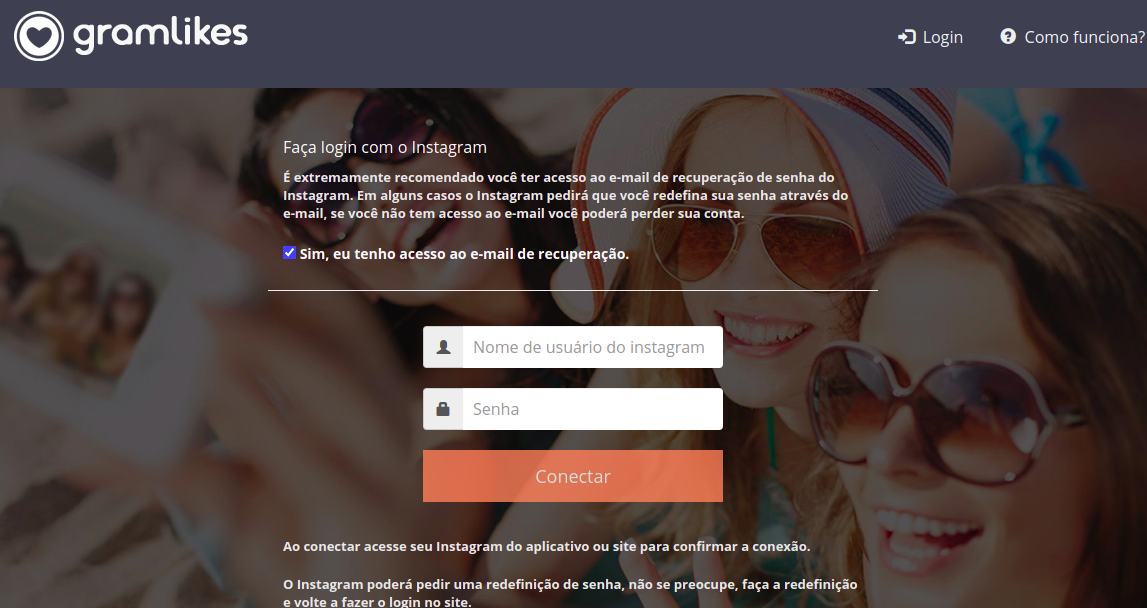 gramlikes
Login
Como funciona?
Faça login com o Instagram
É extremamente recomendado você ter acesso ao e-mail de recuperação de senha do
Instagram. Em alguns casos o Instagram pedirá que você redefina sua senha através do
e-mail, se você não tem acesso ao e-mail você poderá perder sua conta.
Sim, eu tenho acesso ao e-mail de recuperação.
Nome de usuário do instagram
Senha
Conectar
Ao conectar acesse seu Instagram do aplicativo ou site para confirmar a conexão.
O Instagram poderá pedir uma redefinição de senha, não se preocupe, faça a redefinição
e volte a fazer o login no site.